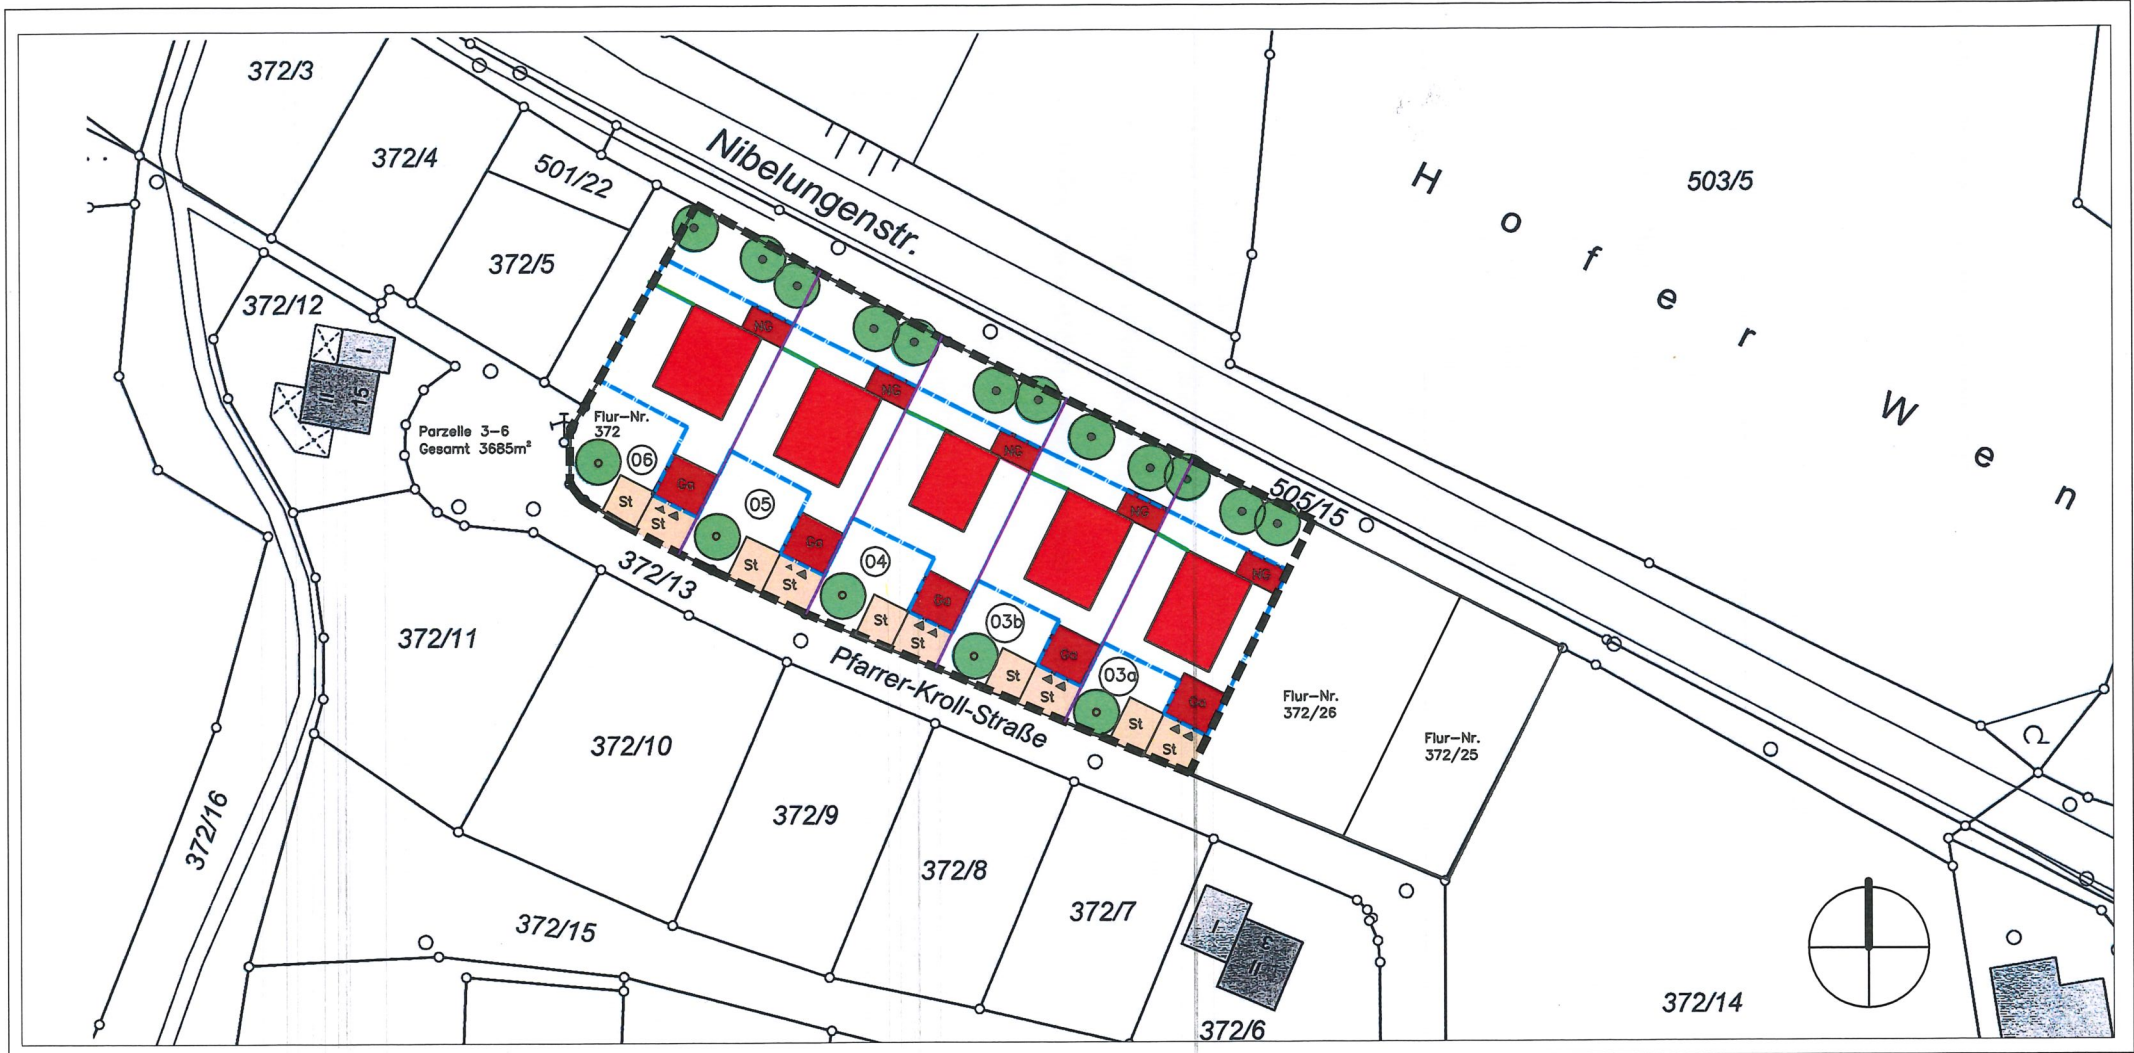 372/3
372/4
501/22
Nibelungenstr.
503/5
Hofer Wen
372/5
372/12
I
II
15
Parzelle 3-6
Gesamt 3685m²
Flur-Nr.
372
NG
NG
NG
NG
NG
06
Ga
St
St
05
Ga
St
St
04
Ga
St
St
03b
Ga
St
St
03a
Ga
St
St
505/15
372/13
Pfarrer-Kroll-Straße
Flur-Nr.
372/26
Flur-Nr.
372/25
372/11
372/10
372/9
372/8
372/7
372/16
372/15
I
3
II
372/6
372/14